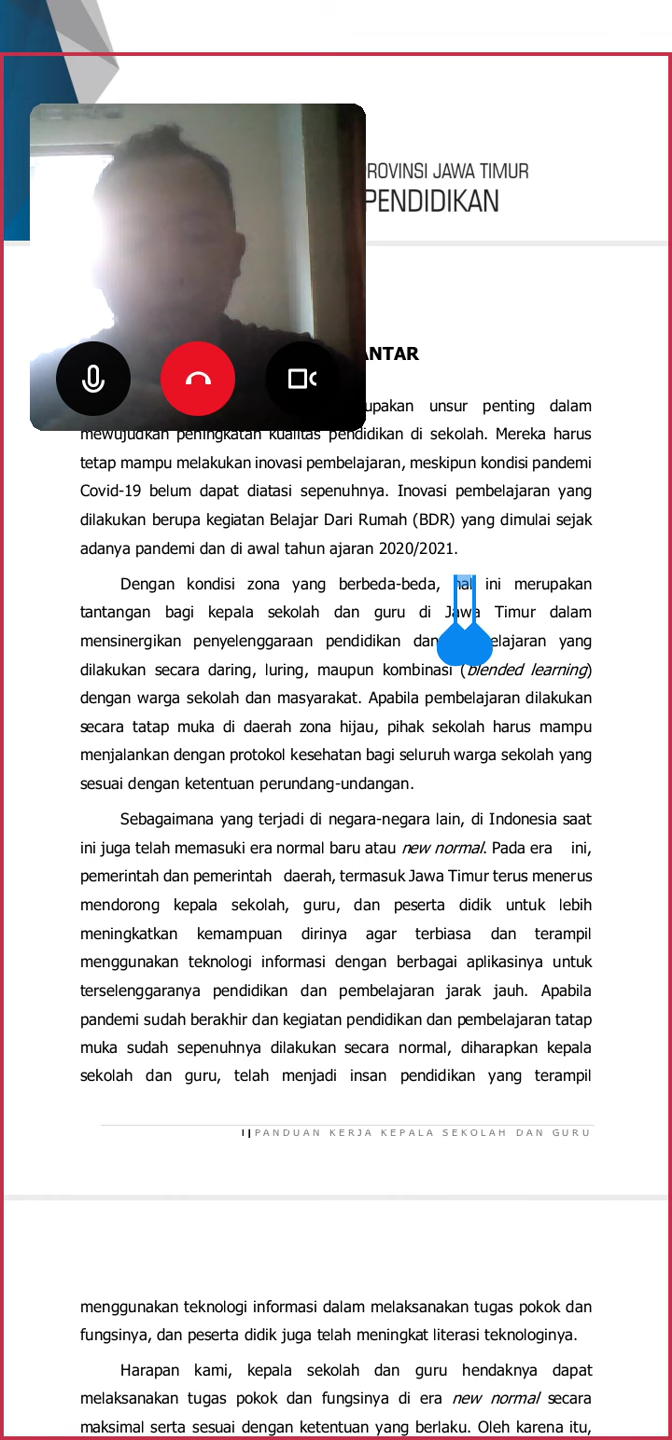 ROVINSI JAWA TIMUR
PENDIDIKAN
ANTAR
upakan unsur penting dalam
mewujudkan peningkatan kualitas pendidikan di sekolah. Mereka harus
tetap mampu melakukan inovasi pembelajaran, meskipun kondisi pandemi
Covid-19 belum dapat diatasi sepenuhnya. Inovasi pembelajaran yang
dilakukan berupa kegiatan Belajar Dari Rumah (BDR) yang dimulai sejak
adanya pandemi dan di awal tahun ajaran 2020/2021.
Dengan kondisi zona yang berbeda-beda, hal ini merupakan
tantangan bagi kepala sekolah dan guru di Jawa Timur dalam
mensinergikan penyelenggaraan pendidikan dan elajaran yang
dilakukan secara daring, luring, maupun kombinasi (blended learning)
dengan warga sekolah dan masyarakat. Apabila pembelajaran dilakukan
secara tatap muka di daerah zona hijau, pihak sekolah harus mampu
menjalankan dengan protokol kesehatan bagi seluruh warga sekolah yang
sesuai dengan ketentuan perundang-undangan.
Sebagaimana yang terjadi di negara-negara lain, di Indonesia saat
ini juga telah memasuki era normal baru atau new normal. Pada era ini,
pemerintah dan pemerintah daerah, termasuk Jawa Timur terus menerus
mendorong kepala sekolah, guru, dan peserta didik untuk lebih
meningkatkan kemampuan dirinya agar terbiasa dan terampil
menggunakan teknologi informasi dengan berbagai aplikasinya untuk
terselenggaranya pendidikan dan pembelajaran jarak jauh. Apabila
pandemi sudah berakhir dan kegiatan pendidikan dan pembelajaran tatap
muka sudah sepenuhnya dilakukan secara normal, diharapkan kepala
sekolah dan guru, telah menjadi insan pendidikan yang terampil
I|PANDUAN KERJA KEPALA SEKOLAH DAN GURU
menggunakan teknologi informasi dalam melaksanakan tugas pokok dan
fungsinya, dan peserta didik juga telah meningkat literasi teknologinya.
Harapan kami, kepala sekolah dan guru hendaknya dapat
melaksanakan tugas pokok dan fungsinya di era new normal secara
maksimal serta sesuai dengan ketentuan yang berlaku. Oleh karena itu,